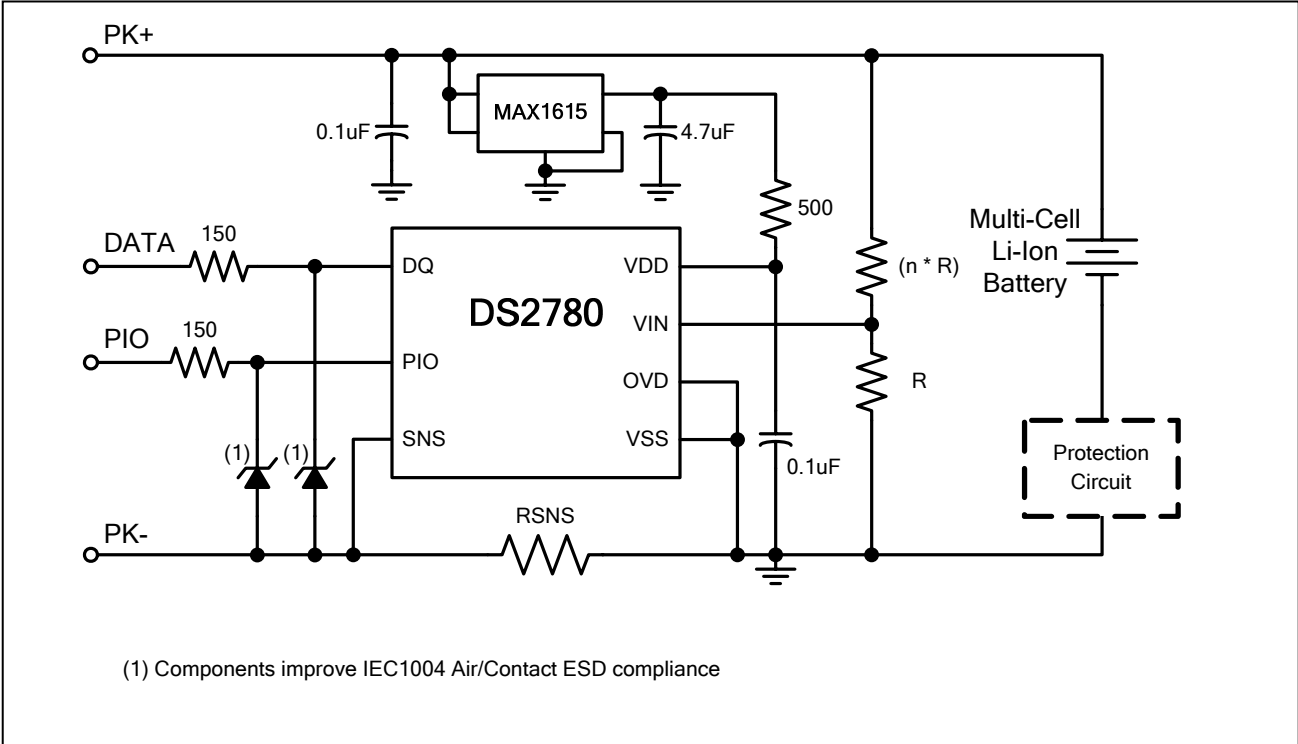 PK+
MAX1615
0.1uF
4.7uF
500
DATA
150
DQ
VDD
(n * R)
Multi-Cell
Li-Ion
Battery
DS2780
VIN
PIO
150
PIO
OVD
R
SNS
VSS
(1)
(1)
0.1uF
Protection
Circuit
RSNS
PK-
(1) Components improve IEC1004 Air/Contact ESD compliance